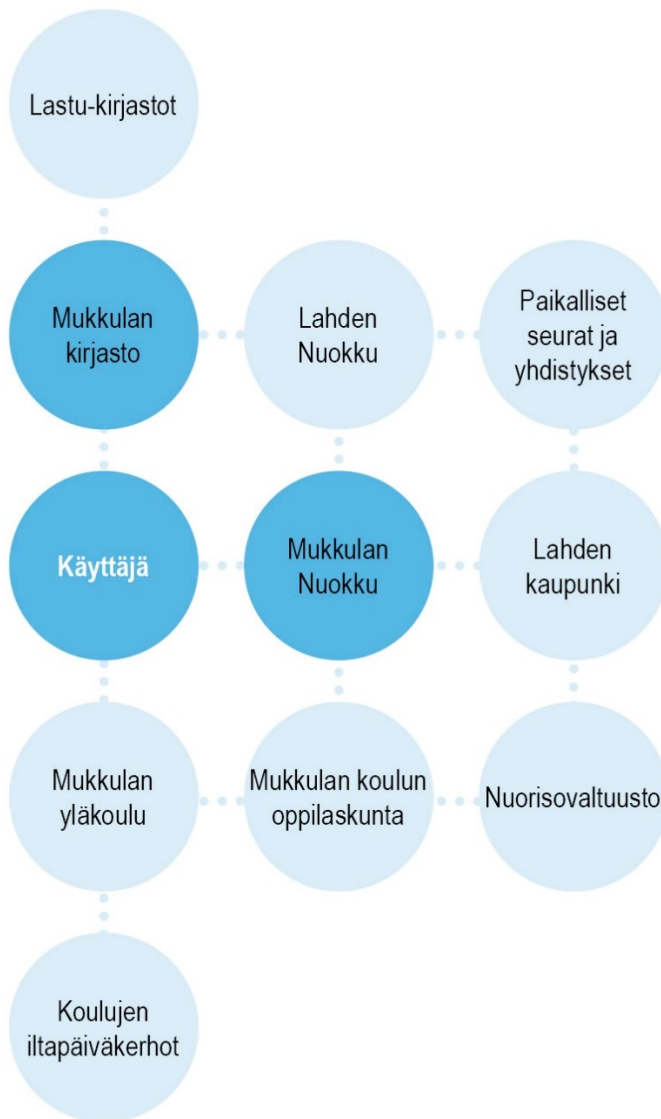 Lastu-kirjastot
Mukkulan
kirjasto
Lahden
Nuokku
Paikalliset
seurat ja
yhdistykset
Käyttäjä
Mukkulan
Nuokku
Lahden
kaupunki
Mukkulan
yläkoulu
Mukkulan koulun
oppilaskunta
Nuorisovaltuusto
Koulujen
iltapäiväkerhot